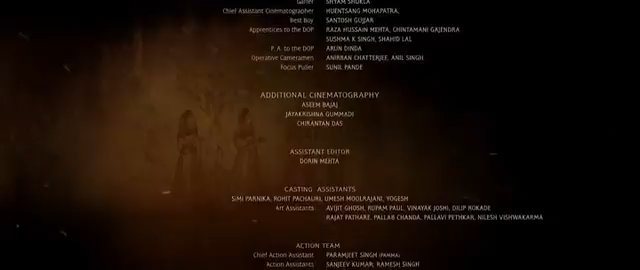 Gaffer SHYAM SHUKLA
Chief Assistant Cinematographer HUENTSANG MOHAPATRA,
Best Boy SANTOSH GUJJAR
Apprentices to the DOP RAZA HUSSAIN MEHTA, CHINTAMANI GAJENDRA
SUSHMA K SINGH, SHAHID LAL
P. A. to the DOP ARUN DINDA
Operative Cameramen ANIRBAN CHATTERJEE, ANIL SINGH
Focus Puller SUNIL PANDE
ADDITIONAL CINEMATOGRAPHY
ASEEM BAJAJ
JAYAKRISHNA GUMMADI
CHIRANTAN DAS
ASSISTANT EDITOR
DORIN MEHTA
CASTING ASSISTANTS
SIMI PARNIKA, ROHIT PACHAURI, UMESH MOOLRAJANI, YOGESH
Art Assistants AVIJIT GHOSH, RUPAM PAUL, VINAYAK JOSHI, DILIP KOKADE
RAJAT PATHARE, PALLAB CHANDA, PALLAVI PETHKAR, NILESH VISHWAKARMA
ACTION TEAM
Chief Action Assistant PARAMJEET SINGH (PAMMA)
Action Assistants SANJEEV KUMAR, RAMESH SINGH